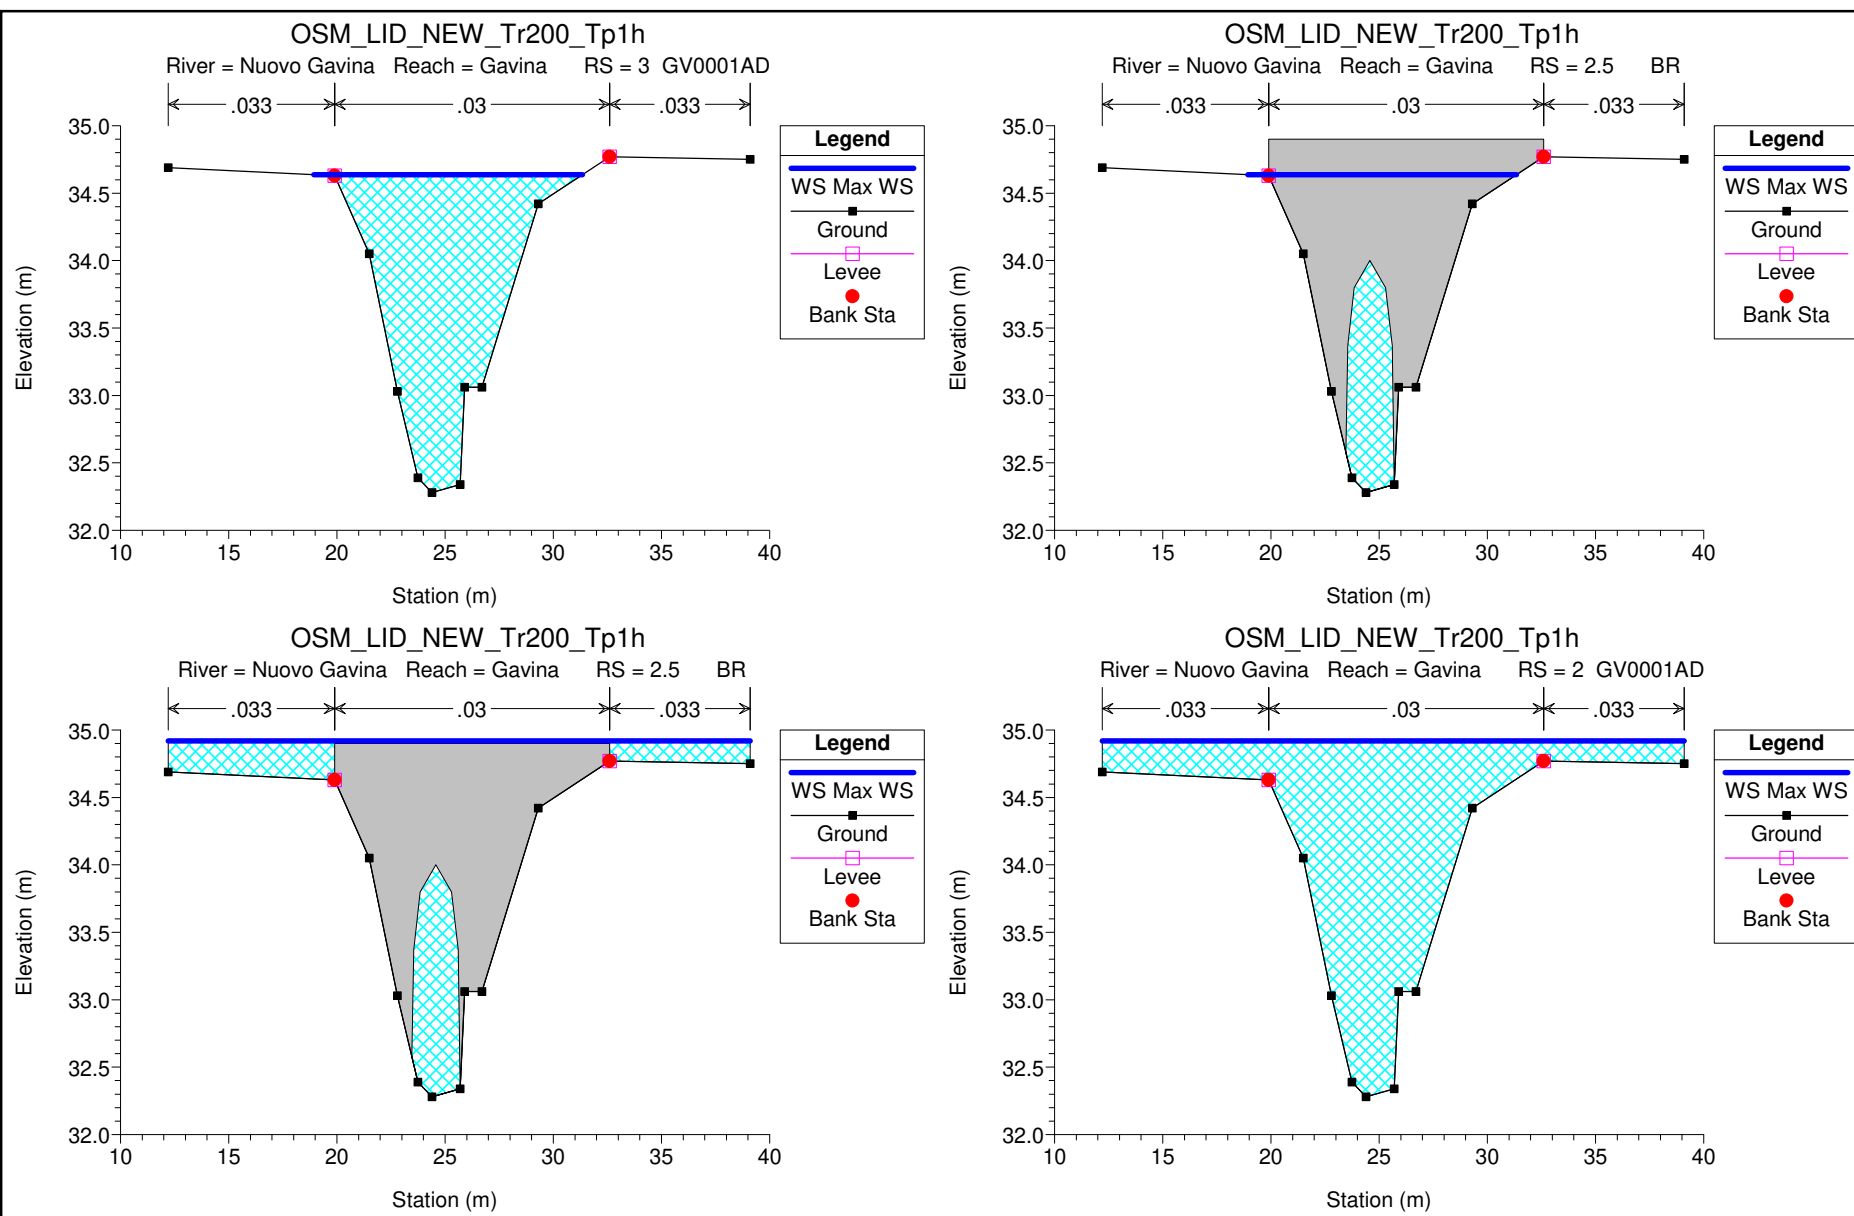 OSM_LID_NEW_Tr200_Tp1h
River = Nuovo Gavina Reach = Gavina RS = 3 GV0001AD
.033 .03 .033
35.0
34.5
34.0
33.5
33.0
32.5
32.0
Elevation (m)
10 15 20 25 30 35 40
Station (m)
Legend
WS Max WS
Ground
Levee
Bank Sta
OSM_LID_NEW_Tr200_Tp1h
River = Nuovo Gavina Reach = Gavina RS = 2.5 BR
.033 .03 .033
35.0
34.5
34.0
33.5
33.0
32.5
32.0
Elevation (m)
10 15 20 25 30 35 40
Station (m)
Legend
WS Max WS
Ground
Levee
Bank Sta
OSM_LID_NEW_Tr200_Tp1h
River = Nuovo Gavina Reach = Gavina RS = 2.5 BR
.033 .03 .033
35.0
34.5
34.0
33.5
33.0
32.5
32.0
Elevation (m)
10 15 20 25 30 35 40
Station (m)
Legend
WS Max WS
Ground
Levee
Bank Sta
OSM_LID_NEW_Tr200_Tp1h
River = Nuovo Gavina Reach = Gavina RS = 2 GV0001AD
.033 .03 .033
35.0
34.5
34.0
33.5
33.0
32.5
32.0
Elevation (m)
10 15 20 25 30 35 40
Station (m)
Legend
WS Max WS
Ground
Levee
Bank Sta